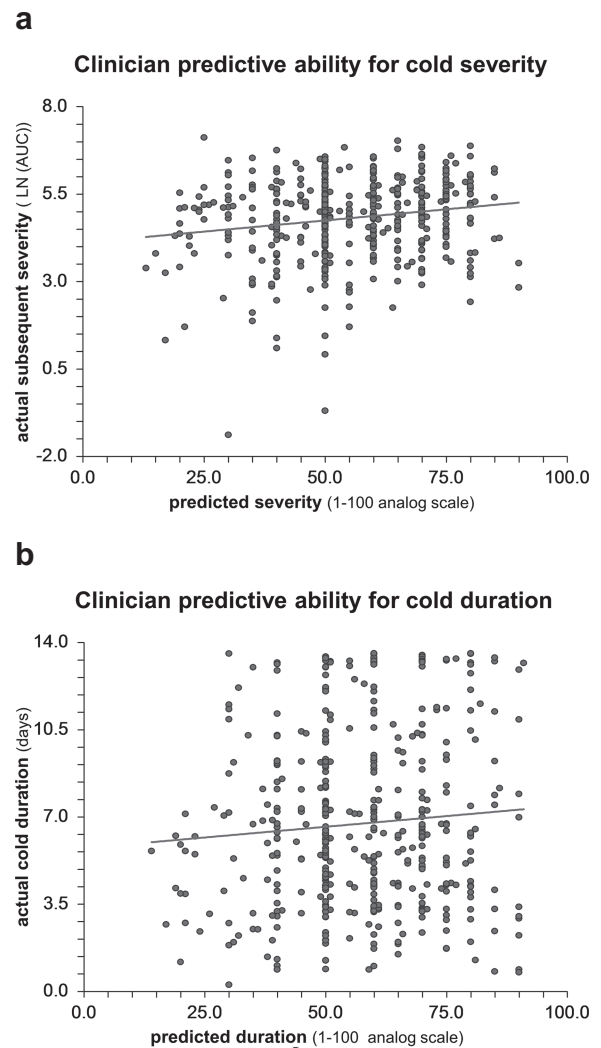 a
Clinician predictive ability for cold severity
actual subsequent severity ( LN (AUC))
8.0
5.5
3.0
0.5
-2.0
0.0 25.0 50.0 75.0 100.0
predicted severity (1-100 analog scale)
b
Clinician predictive ability for cold duration
actual cold duration (days)
14.0
10.5
7.0
3.5
0.0
0.0 25.0 50.0 75.0 100.0
predicted duration (1-100 analog scale)